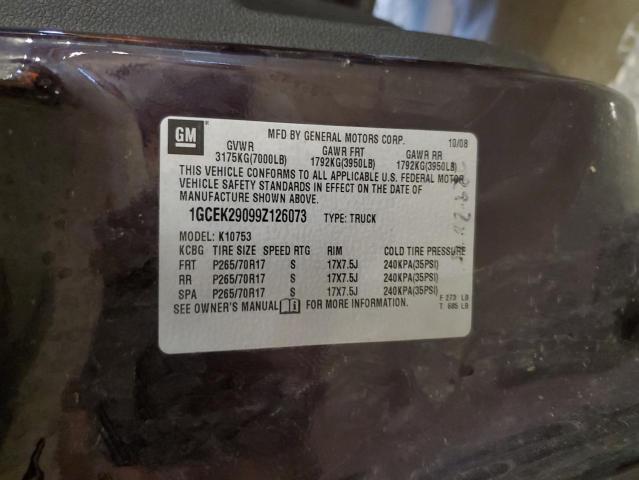 GM
MFD BY GENERAL MOTORS CORP. 10/08
GVWR GAWR FRT GAWR RR
3175KG(7000LB) 1792KG(3950LB) 1792KG(3950LB)
THIS VEHICLE CONFORMS TO ALL APPLICABLE U.S. FEDERAL MOTOR
VEHICLE SAFETY STANDARDS IN EFFECT ON THE DATE OF
MANUFACTURE SHOWN ABOVE.
1GCEK29099Z126073 TYPE: TRUCK
MODEL: K10753
KCBG TIRE SIZE SPEED RTG RIM COLD TIRE PRESSURE
FRT P265/70R17 S 17X7.5J 240KPA(35PSI)
RR P265/70R17 S 17X7.5J 240KPA(35PSI)
SPA P265/70R17 S 17X7.5J 240KPA(35PSI)
SEE OWNER'S MANUAL FOR MORE INFORMATION.
F 273 LB
T. 685 LB